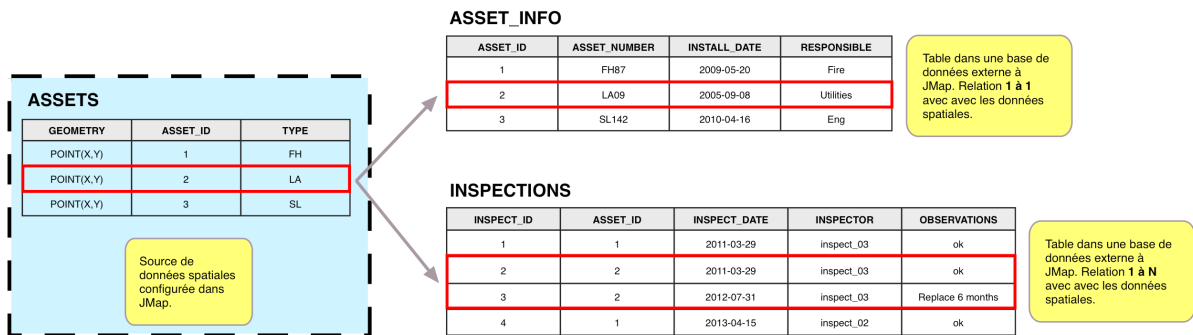 ASSETS
GEOMETRY ASSET_ID TYPE
POINT(X,Y) 1 FH
POINT(X,Y) 2 LA
POINT(X,Y) 3 SL
Source de
données spatiales
configurée dans
JMap.
ASSET_INFO
ASSET_ID ASSET_NUMBER INSTALL_DATE RESPONSIBLE
1 FH87 2009-05-20 Fire
2 LA09 2005-09-08 Utilities
3 SL142 2010-04-16 Eng
Table dans une base de
données externe à
JMap. Relation 1 à 1
avec avec les données
spatiales.
INSPECTIONS
INSPECT_ID ASSET_ID INSPECT_DATE INSPECTOR OBSERVATIONS
1 1 2011-03-29 inspect_03 ok
2 2 2011-03-29 inspect_03 ok
3 2 2012-07-31 inspect_03 Replace 6 months
4 1 2013-04-15 inspect_02 ok
Table dans une base de
données externe à
JMap. Relation 1 à N
avec avec les données
spatiales.